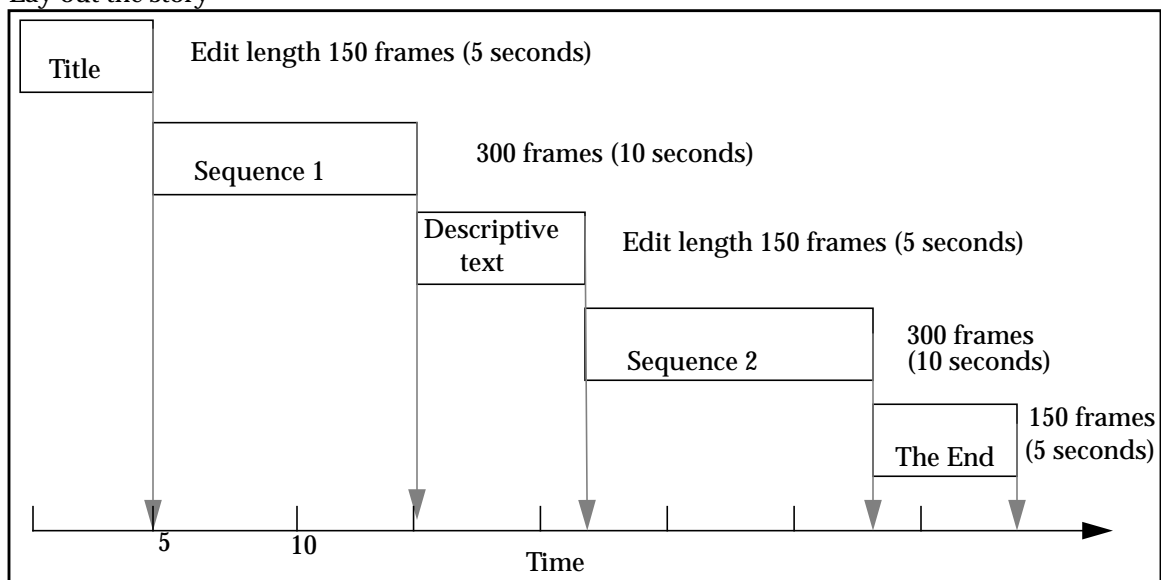 Lay out the story
Title
Edit length 150 frames (5 seconds)
Sequence 1
300 frames (10 seconds)
Descriptive
text
Edit length 150 frames (5 seconds)
Sequence 2
300 frames
(10 seconds)
The End
150 frames
(5 seconds)
5
10
Time